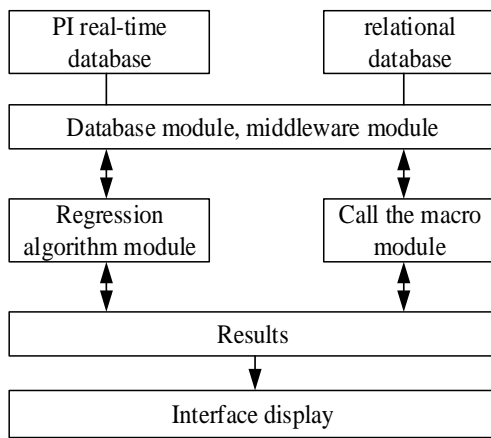 PI real-time
database
relational
database
Database module, middleware module
Regression
algorithm module
Call the macro
module
Results
Interface display